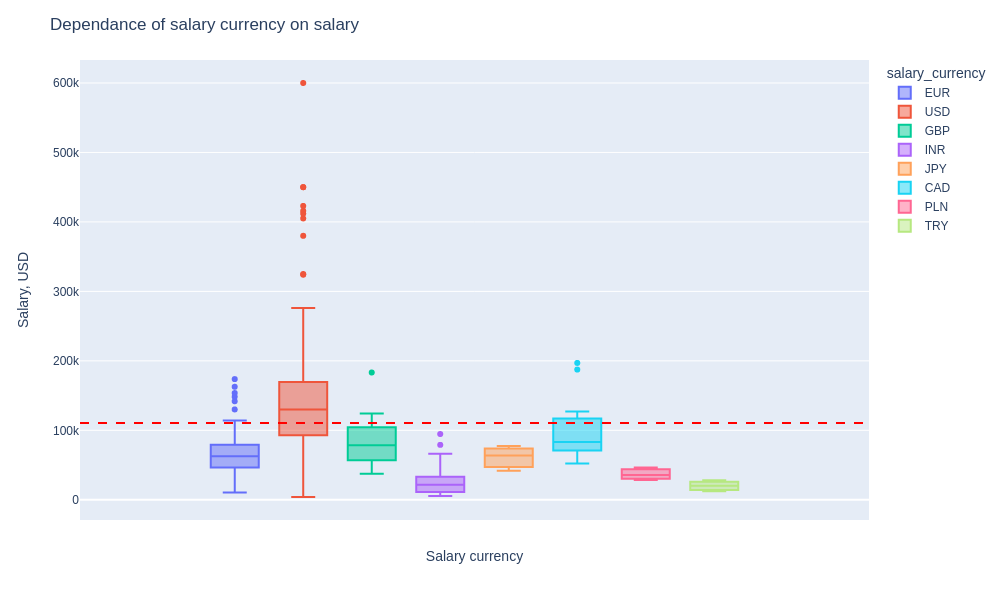 Dependance of salary currency on salary
600k
500k
400k
300k
200k
100k
0
Salary, USD
Salary currency
salary_currency
EUR
USD
GBP
INR
JPY
CAD
PLN
TRY